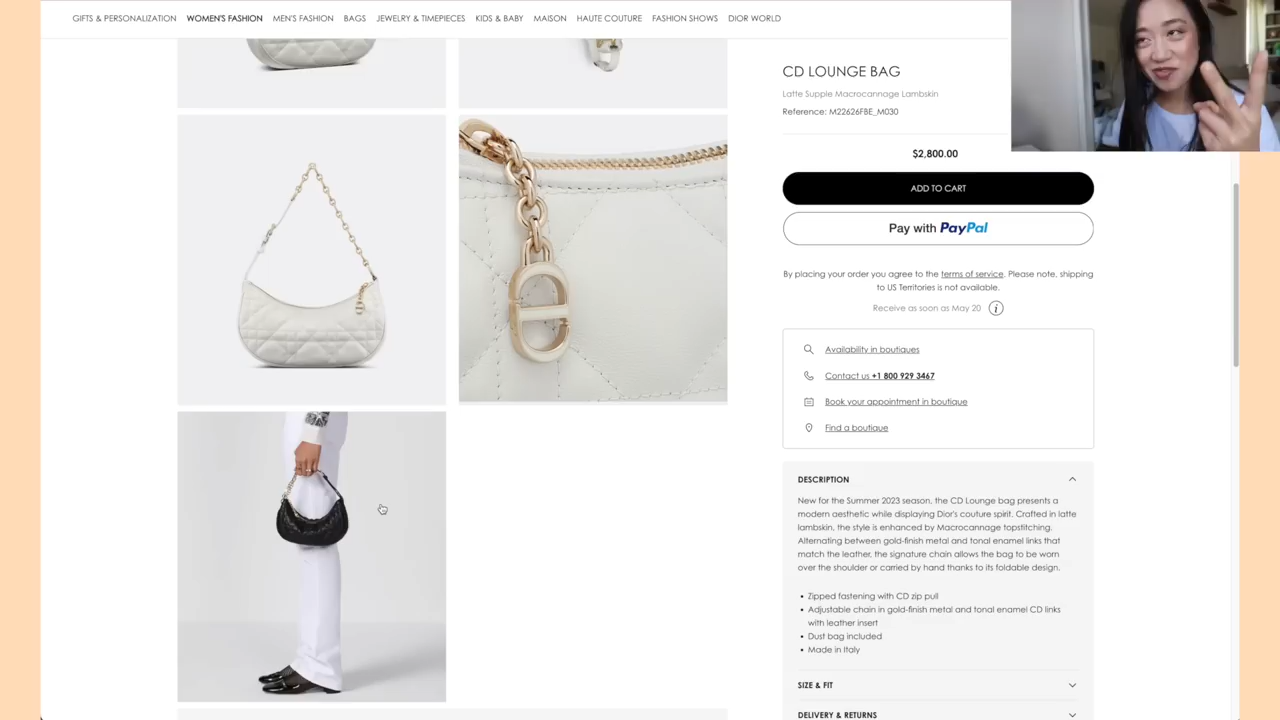 GIFTS & PERSONALIZATION WOMEN'S FASHION MEN'S FASHION BAGS JEWELRY & TIMEPIECES KIDS & BABY MAISON HAUTE COUTURE FASHION SHOWS DIOR WORLD
CD LOUNGE BAG
Latte Supple Macrocannage Lambskin
Reference: M22626FBE_M030
$2,800.00
ADD TO CART
Pay with PayPal
By placing your order you agree to the terms of service. Please note, shipping
to US Territories is not available.
Receive as soon as May 20
Availability in boutiques
Contact us +1 800 929 3467
Book your appointment in boutique
Find a boutique
DESCRIPTION
New for the Summer 2023 season, the CD Lounge bag presents a
modern aesthetic while displaying Dior's couture spirit. Crafted in latte
lambskin, the style is enhanced by Macrocannage topstitching.
Alternating between gold-finish metal and tonal enamel links that
match the leather, the signature chain allows the bag to be worn
over the shoulder or carried by hand thanks to its foldable design.
• Zipped fastening with CD zip pull
• Adjustable chain in gold-finish metal and tonal enamel CD links
with leather insert
• Dust bag included
• Made in Italy
SIZE & FIT
DELIVERY & RETURNS